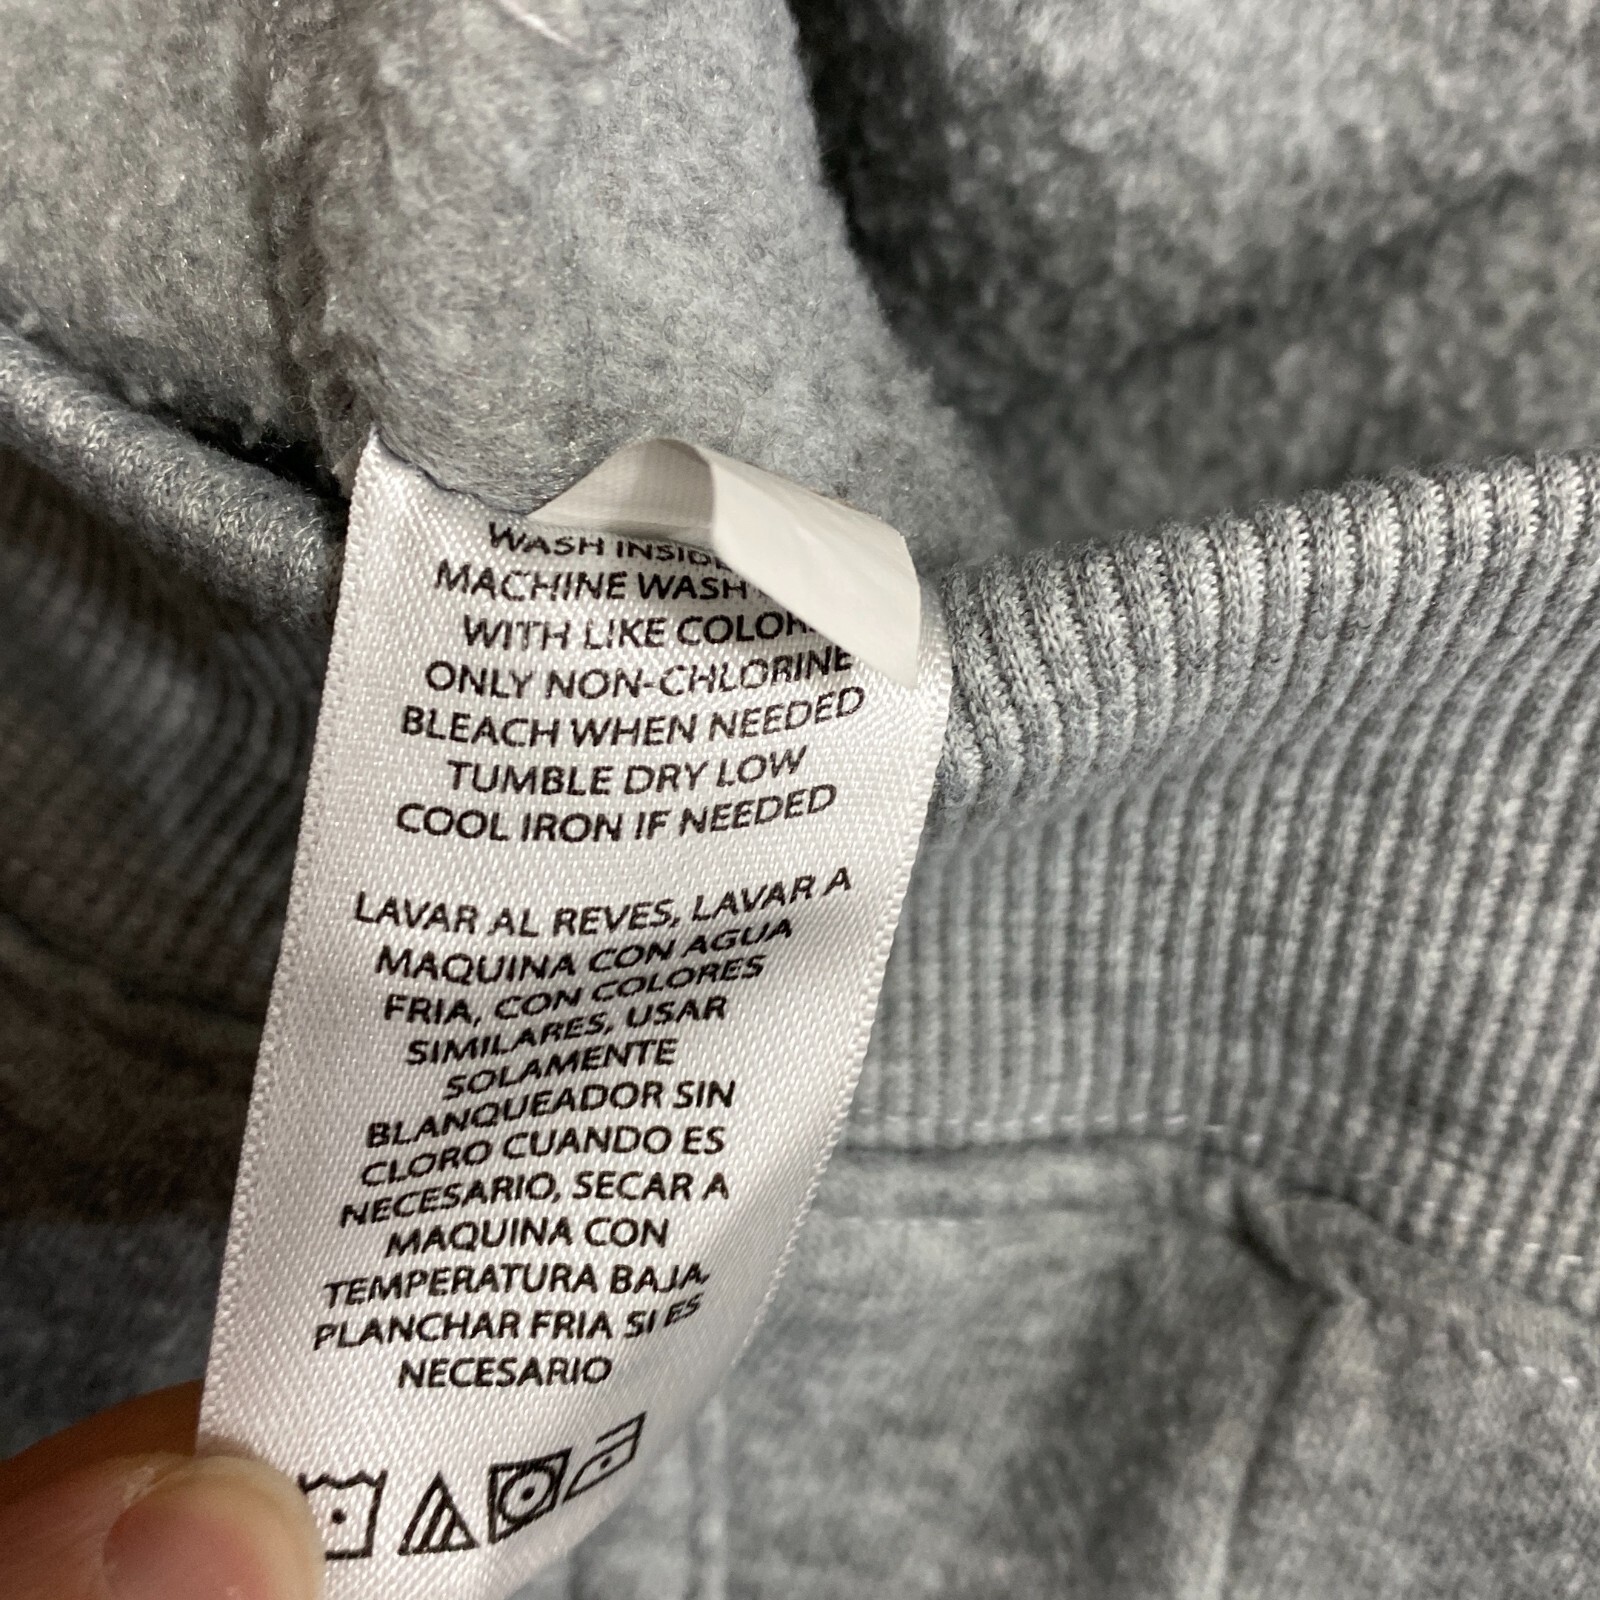 WASH
MACHINE WASH
WITH LIKE
ONLY NON-CHLORINE
BLEACH WHEN NEEDED
TUMBLE DRY LOW
COOL IRON IF NEEDED
LAVAR AL REVES, LAVAR A
MAQUINA CON AGUA
FRIA, CON COLORES
SIMILARES, USAR
SOLAMENTE
BLANQUEADOR SIN
CLORO CUANDO ES
NECESARIO, SECAR A
MAQUINA CON
TEMPERATURA BAJA,
PLANCHAR FRIA SI ES
NECESARIO